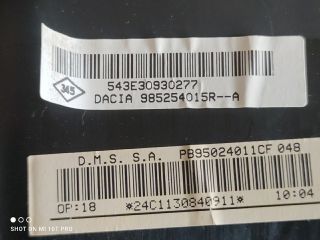 345
543E30930277
DACIA 985254015R--A
D.M.S. S.A. PB95024011CF 048
OP:18 *24C1130840911* 10:04
SHOT ON MI 10T PRO